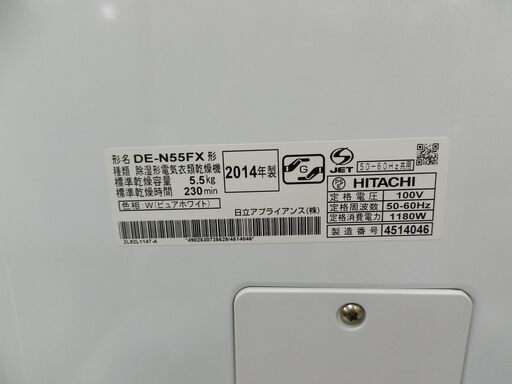 形名 DE-N55FX 形
種類 除湿形電気衣類乾燥機
標準乾燥容量 5.5kg
標準乾燥時間 230min
色相 W(ピュアホワイト)
2014年製
G
S JET
50-60Hz共用
HITACHI
定格電圧 100V
定格周波数 50-60Hz
定格消費電力 1180W
製造番号 4514046
日立アプライアンス(株)
2L92L1147-A
*4902530735628/4514046*